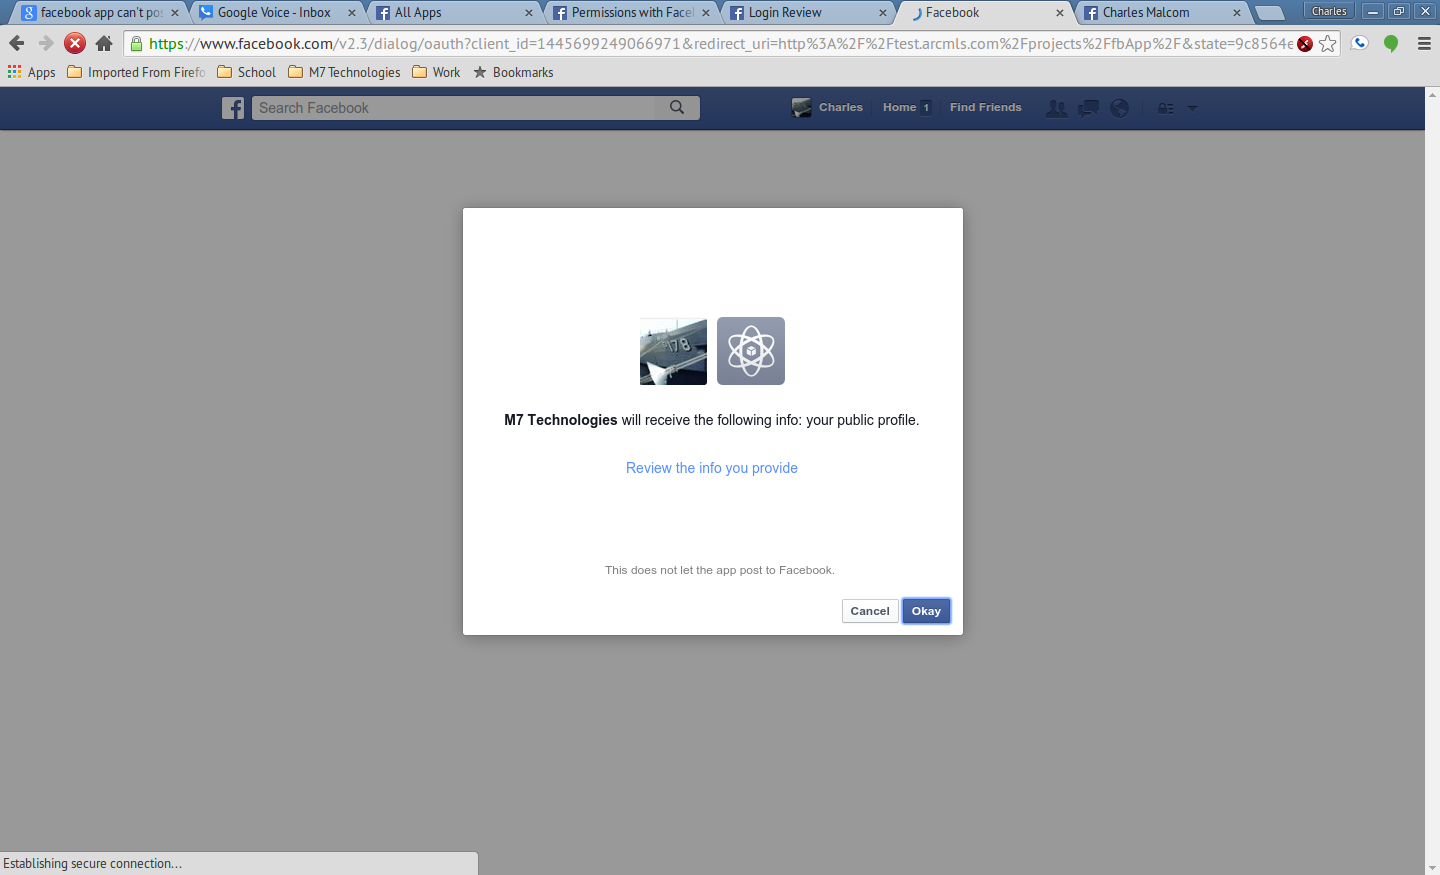 facebook app can't po
Google Voice - Inbox
All Apps
Permissions with Face
Login Review
Facebook
Charles Malcom
Charles
https://www.facebook.com/v2.3/dialog/oauth?client_id=1445699249066971&redirect_uri=http%3A%2F%2Ftest.arcmls.com%2Fprojects%2FfbApp%2F&state=9c8564e
Apps
Imported From Firefo
School
M7 Technologies
Work
Bookmarks
Search Facebook
Charles
Home 1
Find Friends
178
M7 Technologies will receive the following info: your public profile.
Review the info you provide
This does not let the app post to Facebook.
Cancel
Okay
Establishing secure connection...